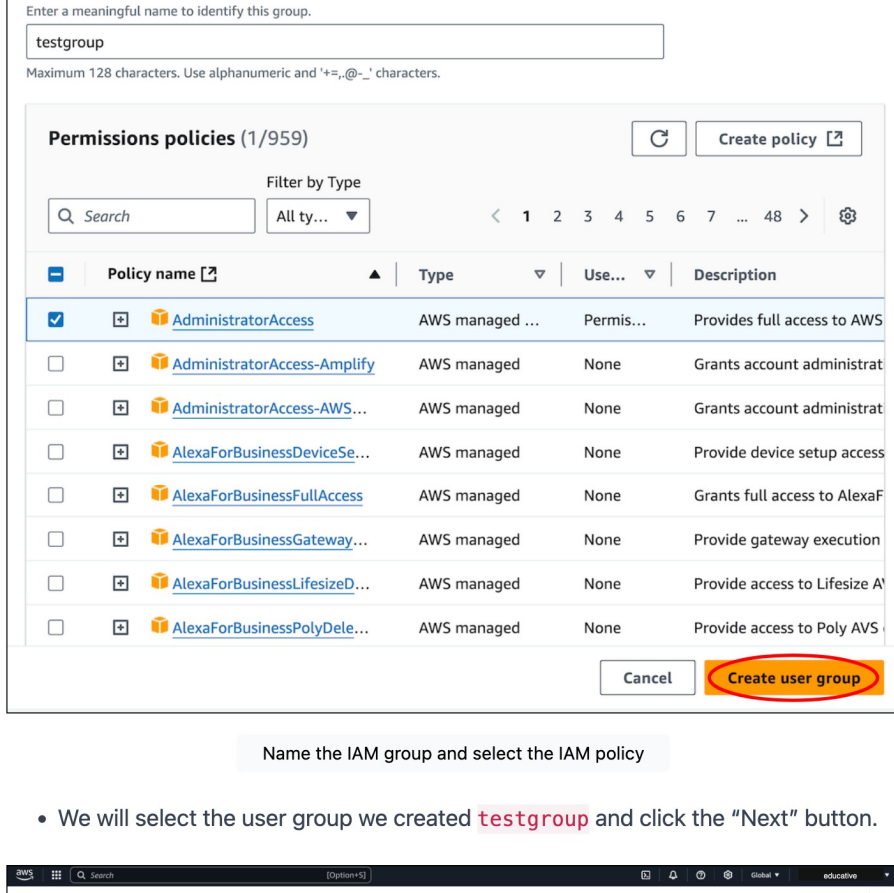 Enter a meaningful name to identify this group.
testgroup
Maximum 128 characters. Use alphanumeric and '+=,.@-_' characters.
Permissions policies (1/959)
Create policy
Filter by Type
Search
All ty...
1 2 3 4 5 6 7 ... 48
Policy name Type Use... Description
AdministratorAccess AWS managed ... Permis... Provides full access to AWS
AdministratorAccess-Amplify AWS managed None Grants account administrat
AdministratorAccess-AWS... AWS managed None Grants account administrat
AlexaForBusinessDeviceSe... AWS managed None Provide device setup access
AlexaForBusinessFullAccess AWS managed None Grants full access to AlexaF
AlexaForBusinessGateway... AWS managed None Provide gateway execution
AlexaForBusinessLifesizeD... AWS managed None Provide access to Lifesize A
AlexaForBusinessPolyDele... AWS managed None Provide access to Poly AVS
Cancel Create user group
Name the IAM group and select the IAM policy
• We will select the user group we created testgroup and click the “Next” button.
aws Search [Option+S] Global educative